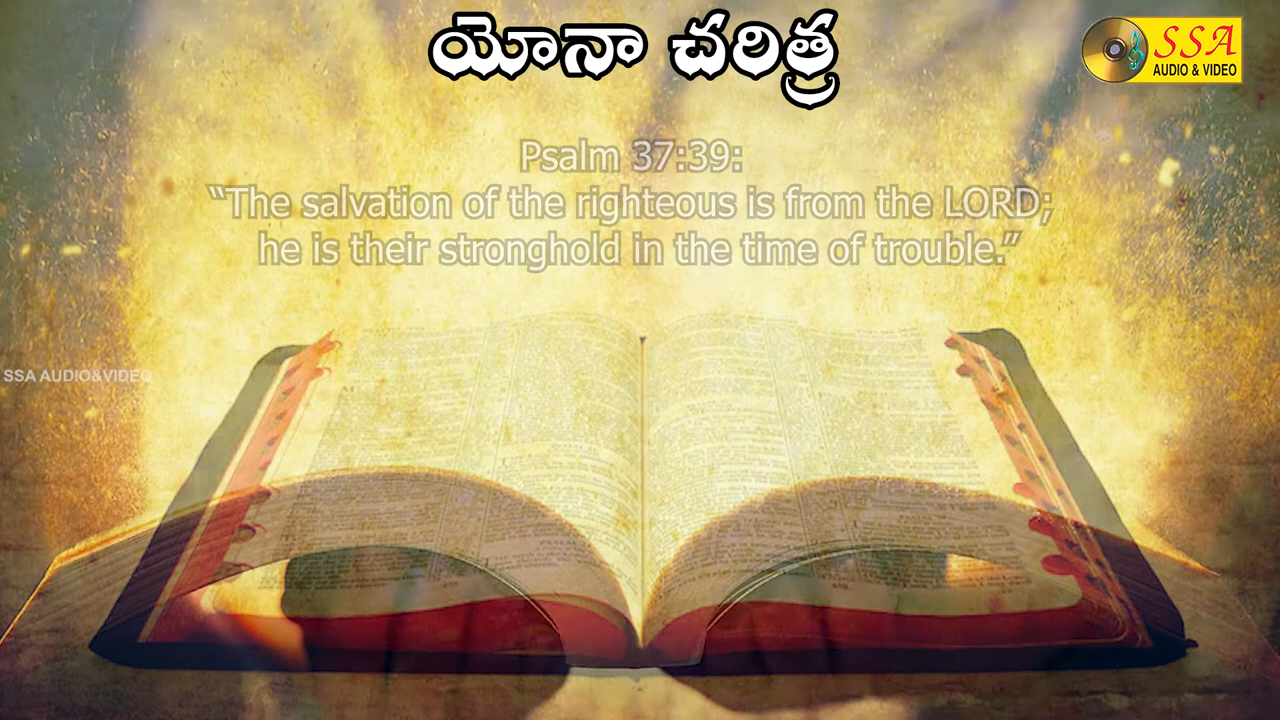 యోనా చరిత్ర
SSA
AUDIO & VIDEO
Psalm 37:39:
“The salvation of the righteous is from the LORD;
he is their stronghold in the time of trouble.”
SSA AUDIO&VIDEO